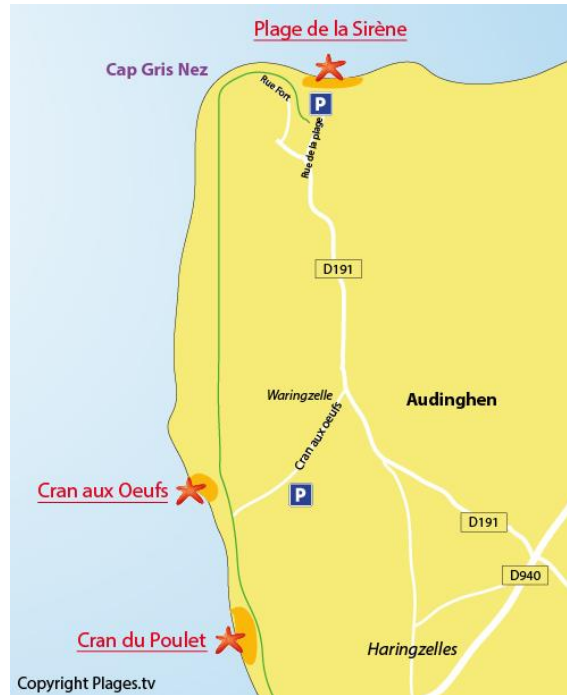 Plage de la Sirène
Cap Gris Nez
Rue Fort
P
Rue de la plage
D191
Waringzelle
Audinghen
Cran aux oeufs
Cran aux Oeufs
P
D191
D940
Cran du Poulet
Haringzelles
Copyright Plages.tv